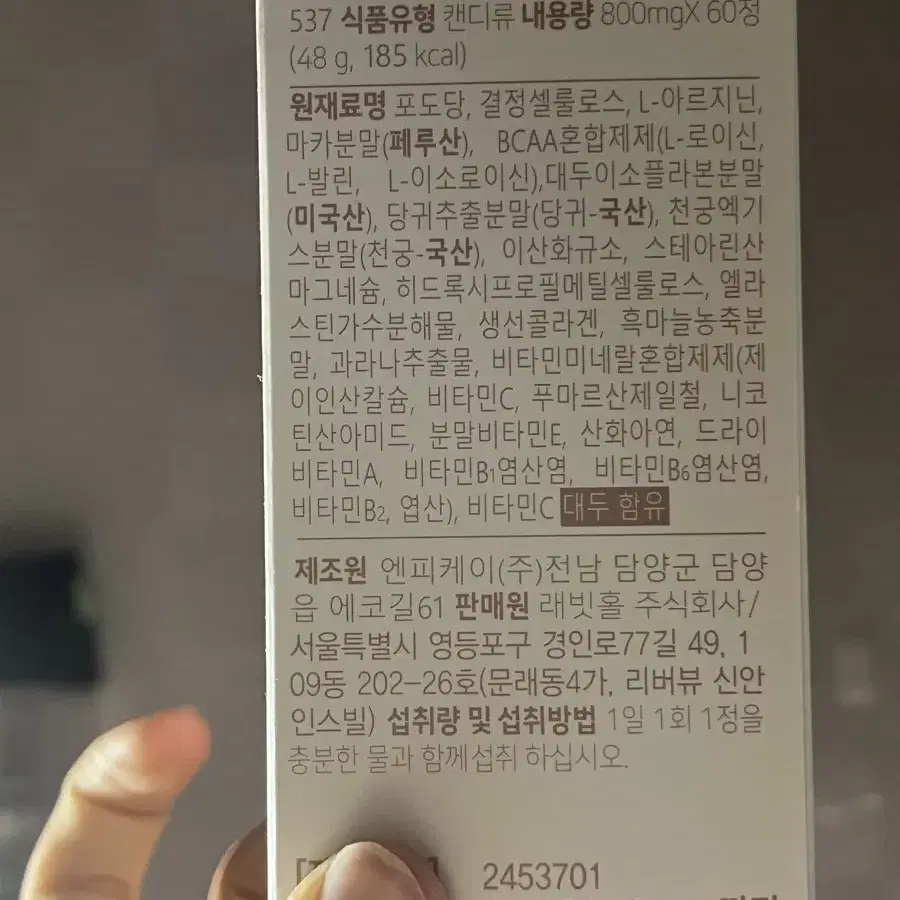 537 식품유형 캔디류 내용량 800mgX 60정
(48 g, 185 kcal)
원재료명 포도당, 결정셀룰로스, L-아르지닌,
마카분말(페루산), BCAA혼합제제(L-로이신,
L-발린, L-이소로이신),대두이소플라본분말
(미국산), 당귀추출분말(당귀-국산), 천궁엑기
스분말(천궁-국산), 이산화규소, 스테아린산
마그네슘, 히드록시프로필메틸셀룰로스, 엘라
스틴가수분해물, 생선콜라겐, 흑마늘농축분
말, 과라나추출물, 비타민미네랄혼합제제(제
이인산칼슘, 비타민C, 푸마르산제일철, 니코
틴산아미드, 분말비타민E, 산화아연, 드라이
비타민A, 비타민B1염산염, 비타민B6염산염,
비타민B2, 엽산), 비타민C 대두 함유
제조원 엔피케이(주)전남 담양군 담양
읍 에코길61 판매원 래빗홀 주식회사/
서울특별시 영등포구 경인로77길 49, 1
09동 202-26호(문래동4가, 리버뷰 신안
인스빌) 섭취량 및 섭취방법 1일 1회 1정을
충분한 물과 함께섭취 하십시오.
2453701